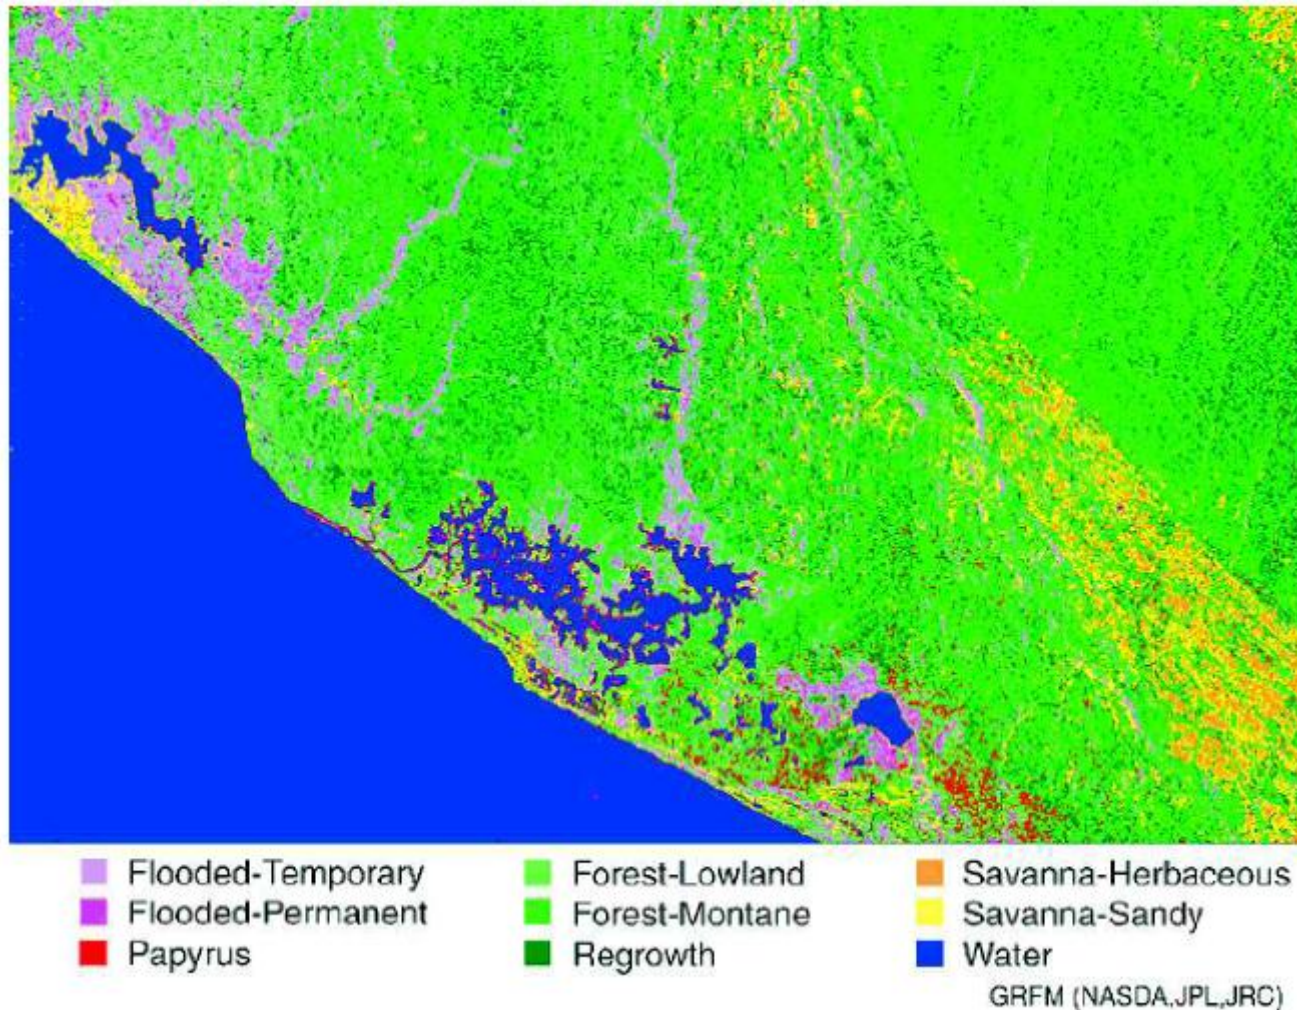 Flooded-Temporary
Flooded-Permanent
Papyrus
Forest-Lowland
Forest-Montane
Regrowth
Savanna-Herbaceous
Savanna-Sandy
Water
GRFM (NASDA,JPL,JRC)